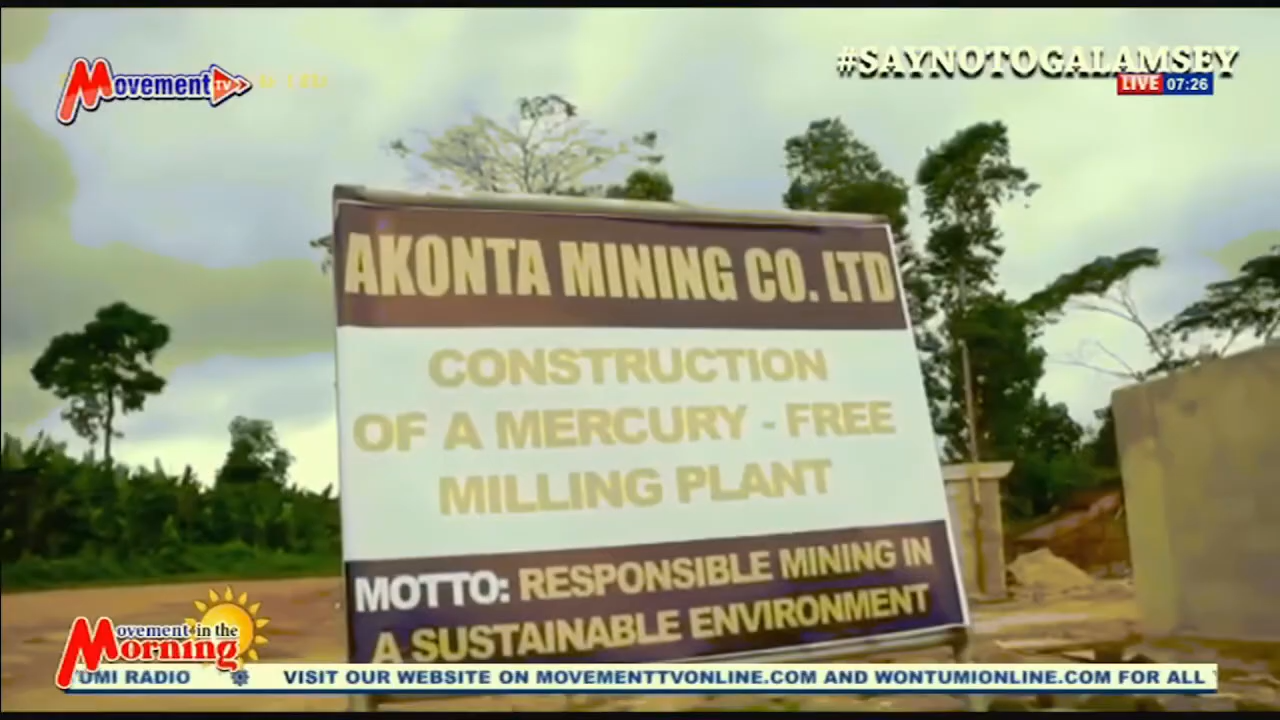 Movement TV
#SAYNOTOGALAMSEY
LIVE 07:26
AKONTA MINING CO. LTD
CONSTRUCTION
OF A MERCURY - FREE
MILLING PLANT
MOTTO: RESPONSIBLE MINING IN
A SUSTAINABLE ENVIRONMENT
Movement in the
Morning
UMI RADIO VISIT OUR WEBSITE ON MOVEMENTTVONLINE.COM AND WONTUMIONLINE.COM FOR ALL